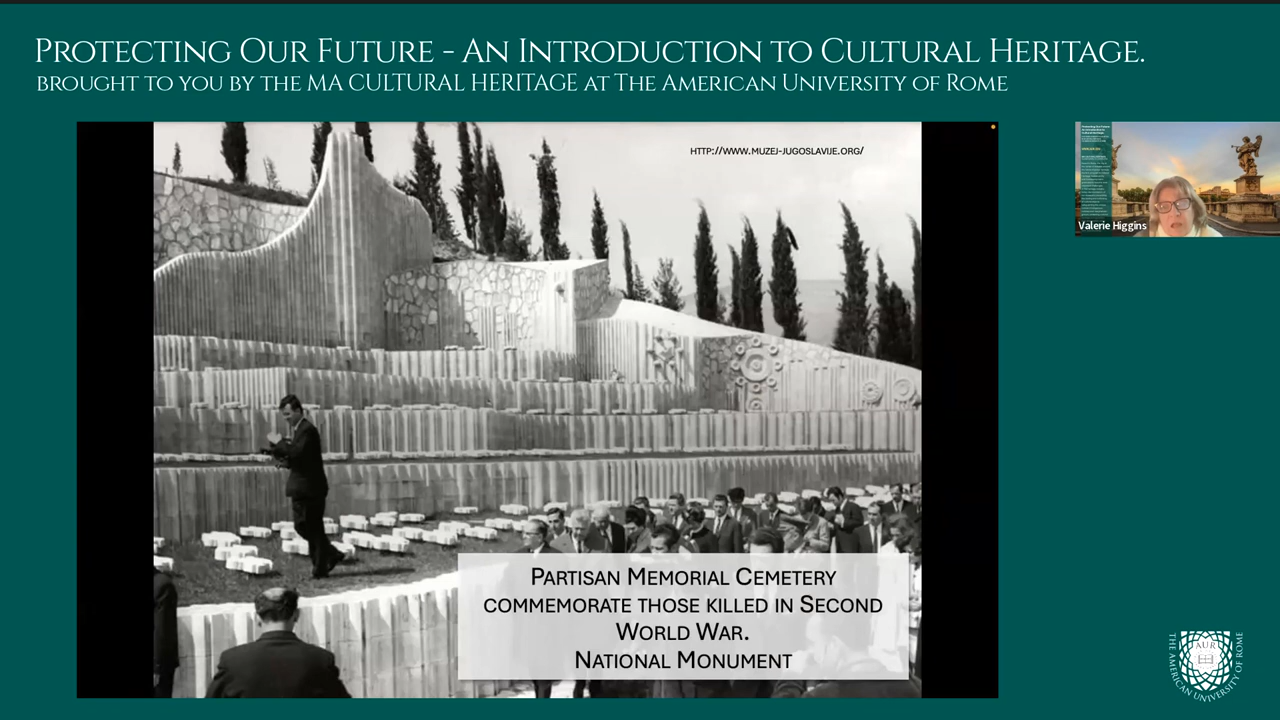 Protecting Our Future - An Introduction to Cultural Heritage.
brought to you by the MA CULTURAL HERITAGE at The American University of Rome
HTTP://WWW.MUZEJ-JUGOSLAVIJE.ORG/
Valerie Higgins
Partisan Memorial Cemetery
commemorate those killed in Second
World War.
National Monument
AUR
THE AMERICAN UNIVERSITY OF ROME